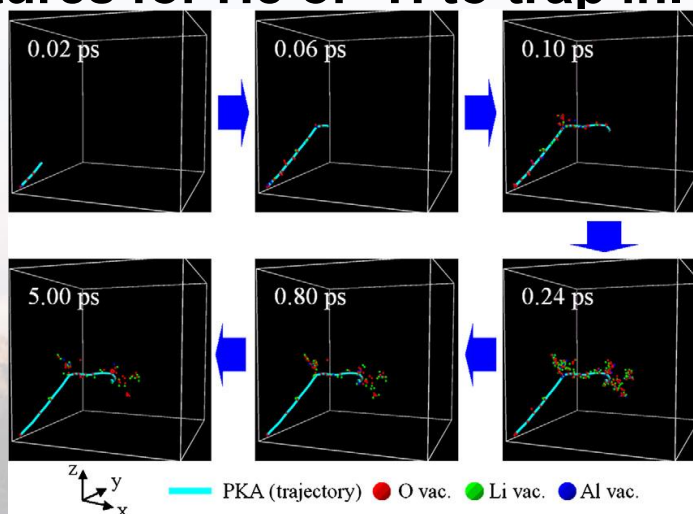 0.02 ps
0.06 ps
0.10 ps
5.00 ps
0.80 ps
0.24 ps
z
y
x
PKA (trajectory)
O vac.
Li vac.
Al vac.